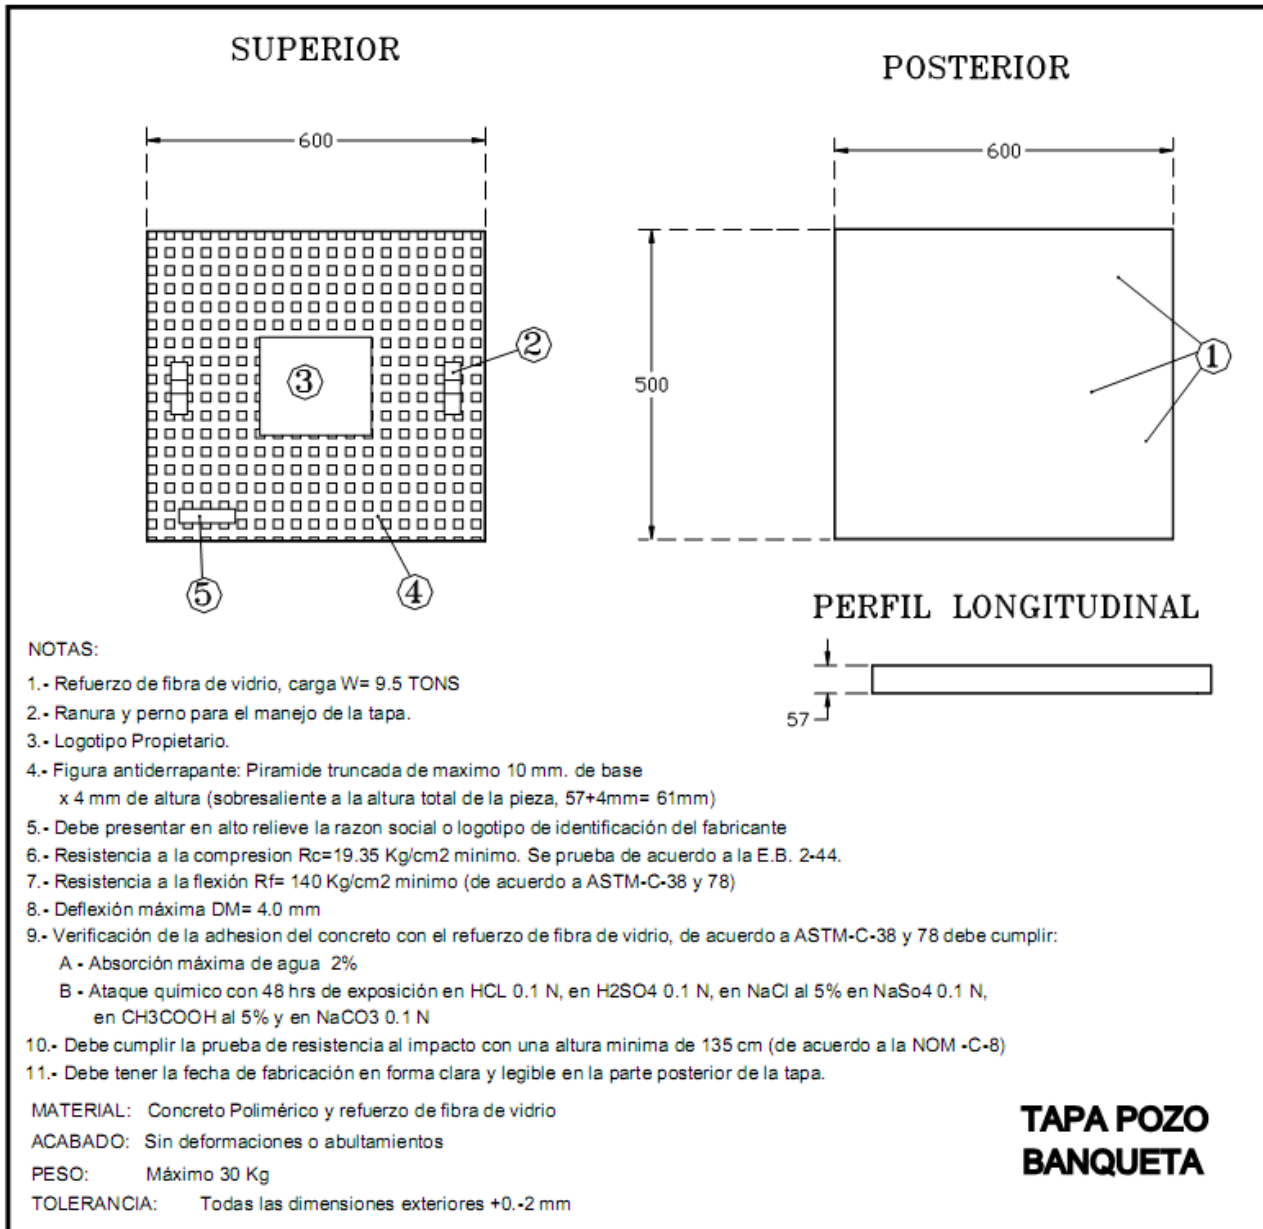 SUPERIOR
POSTERIOR
600
600
500
2
3
1
5
4
PERFIL LONGITUDINAL
57
NOTAS:
1.- Refuerzo de fibra de vidrio, carga W= 9.5 TONS
2.- Ranura y perno para el manejo de la tapa.
3.- Logotipo Propietario.
4.- Figura antiderrapante: Piramide truncada de maximo 10 mm. de base
x 4 mm de altura (sobresaliente a la altura total de la pieza, 57+4mm= 61mm)
5.- Debe presentar en alto relieve la razon social o logotipo de identificación del fabricante
6.- Resistencia a la compresion Rc=19.35 Kg/cm2 minimo. Se prueba de acuerdo a la E.B. 2-44.
7.- Resistencia a la flexión Rf= 140 Kg/cm2 minimo (de acuerdo a ASTM-C-38 y 78)
8.- Deflexión máxima DM= 4.0 mm
9.- Verificación de la adhesion del concreto con el refuerzo de fibra de vidrio, de acuerdo a ASTM-C-38 y 78 debe cumplir:
A - Absorción máxima de agua 2%
B - Ataque químico con 48 hrs de exposición en HCL 0.1 N, en H2SO4 0.1 N, en NaCl al 5% en NaSo4 0.1 N,
en CH3COOH al 5% y en NaCO3 0.1 N
10.- Debe cumplir la prueba de resistencia al impacto con una altura minima de 135 cm (de acuerdo a la NOM -C-8)
11.- Debe tener la fecha de fabricación en forma clara y legible en la parte posterior de la tapa.
MATERIAL: Concreto Polimérico y refuerzo de fibra de vidrio
ACABADO: Sin deformaciones o abultamientos
PESO: Máximo 30 Kg
TOLERANCIA: Todas las dimensiones exteriores +0.-2 mm
TAPA POZO
BANQUETA